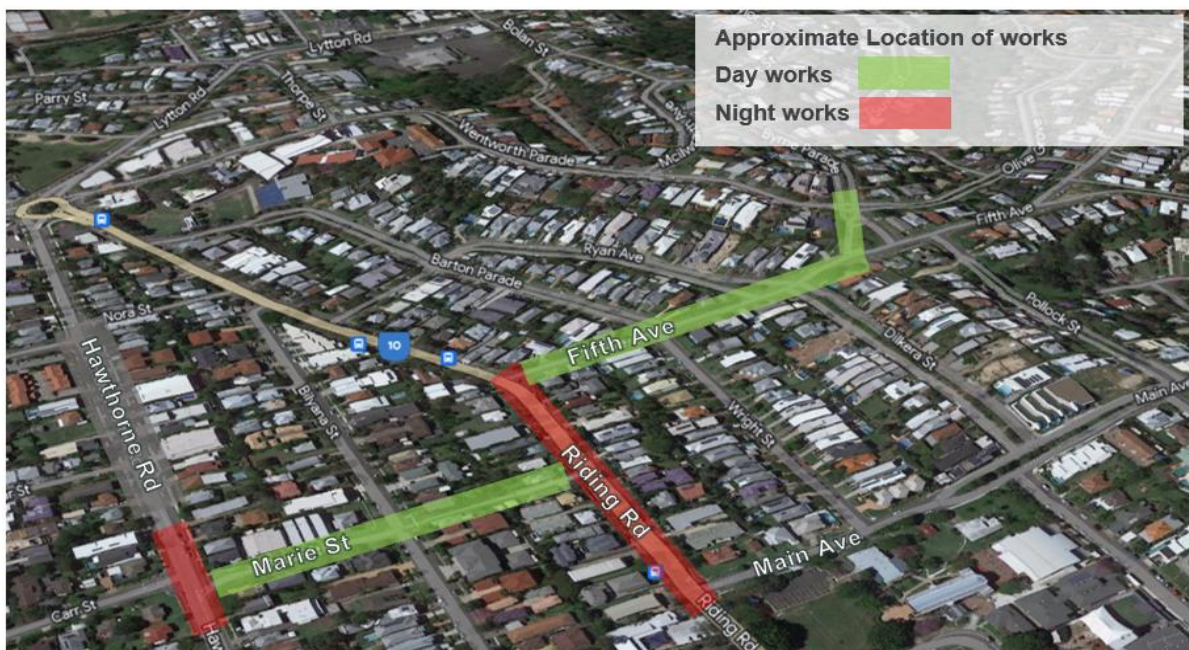 Approximate Location of works
Day works
Night works
Lytton Rd
Bolan St
Parry St
Thorpe St
Lytton Rd
Wentworth Parade
Byrne Parade
Fifth Ave
Ryan Ave
Barton Parade
Pollock St
Nora St
10
Fifth Ave
Dilkera St
Hawthorne Rd
Bilyana St
Wright St
Main Ave
Riding Rd
Marie St
Main Ave
Carr St
Riding Rd